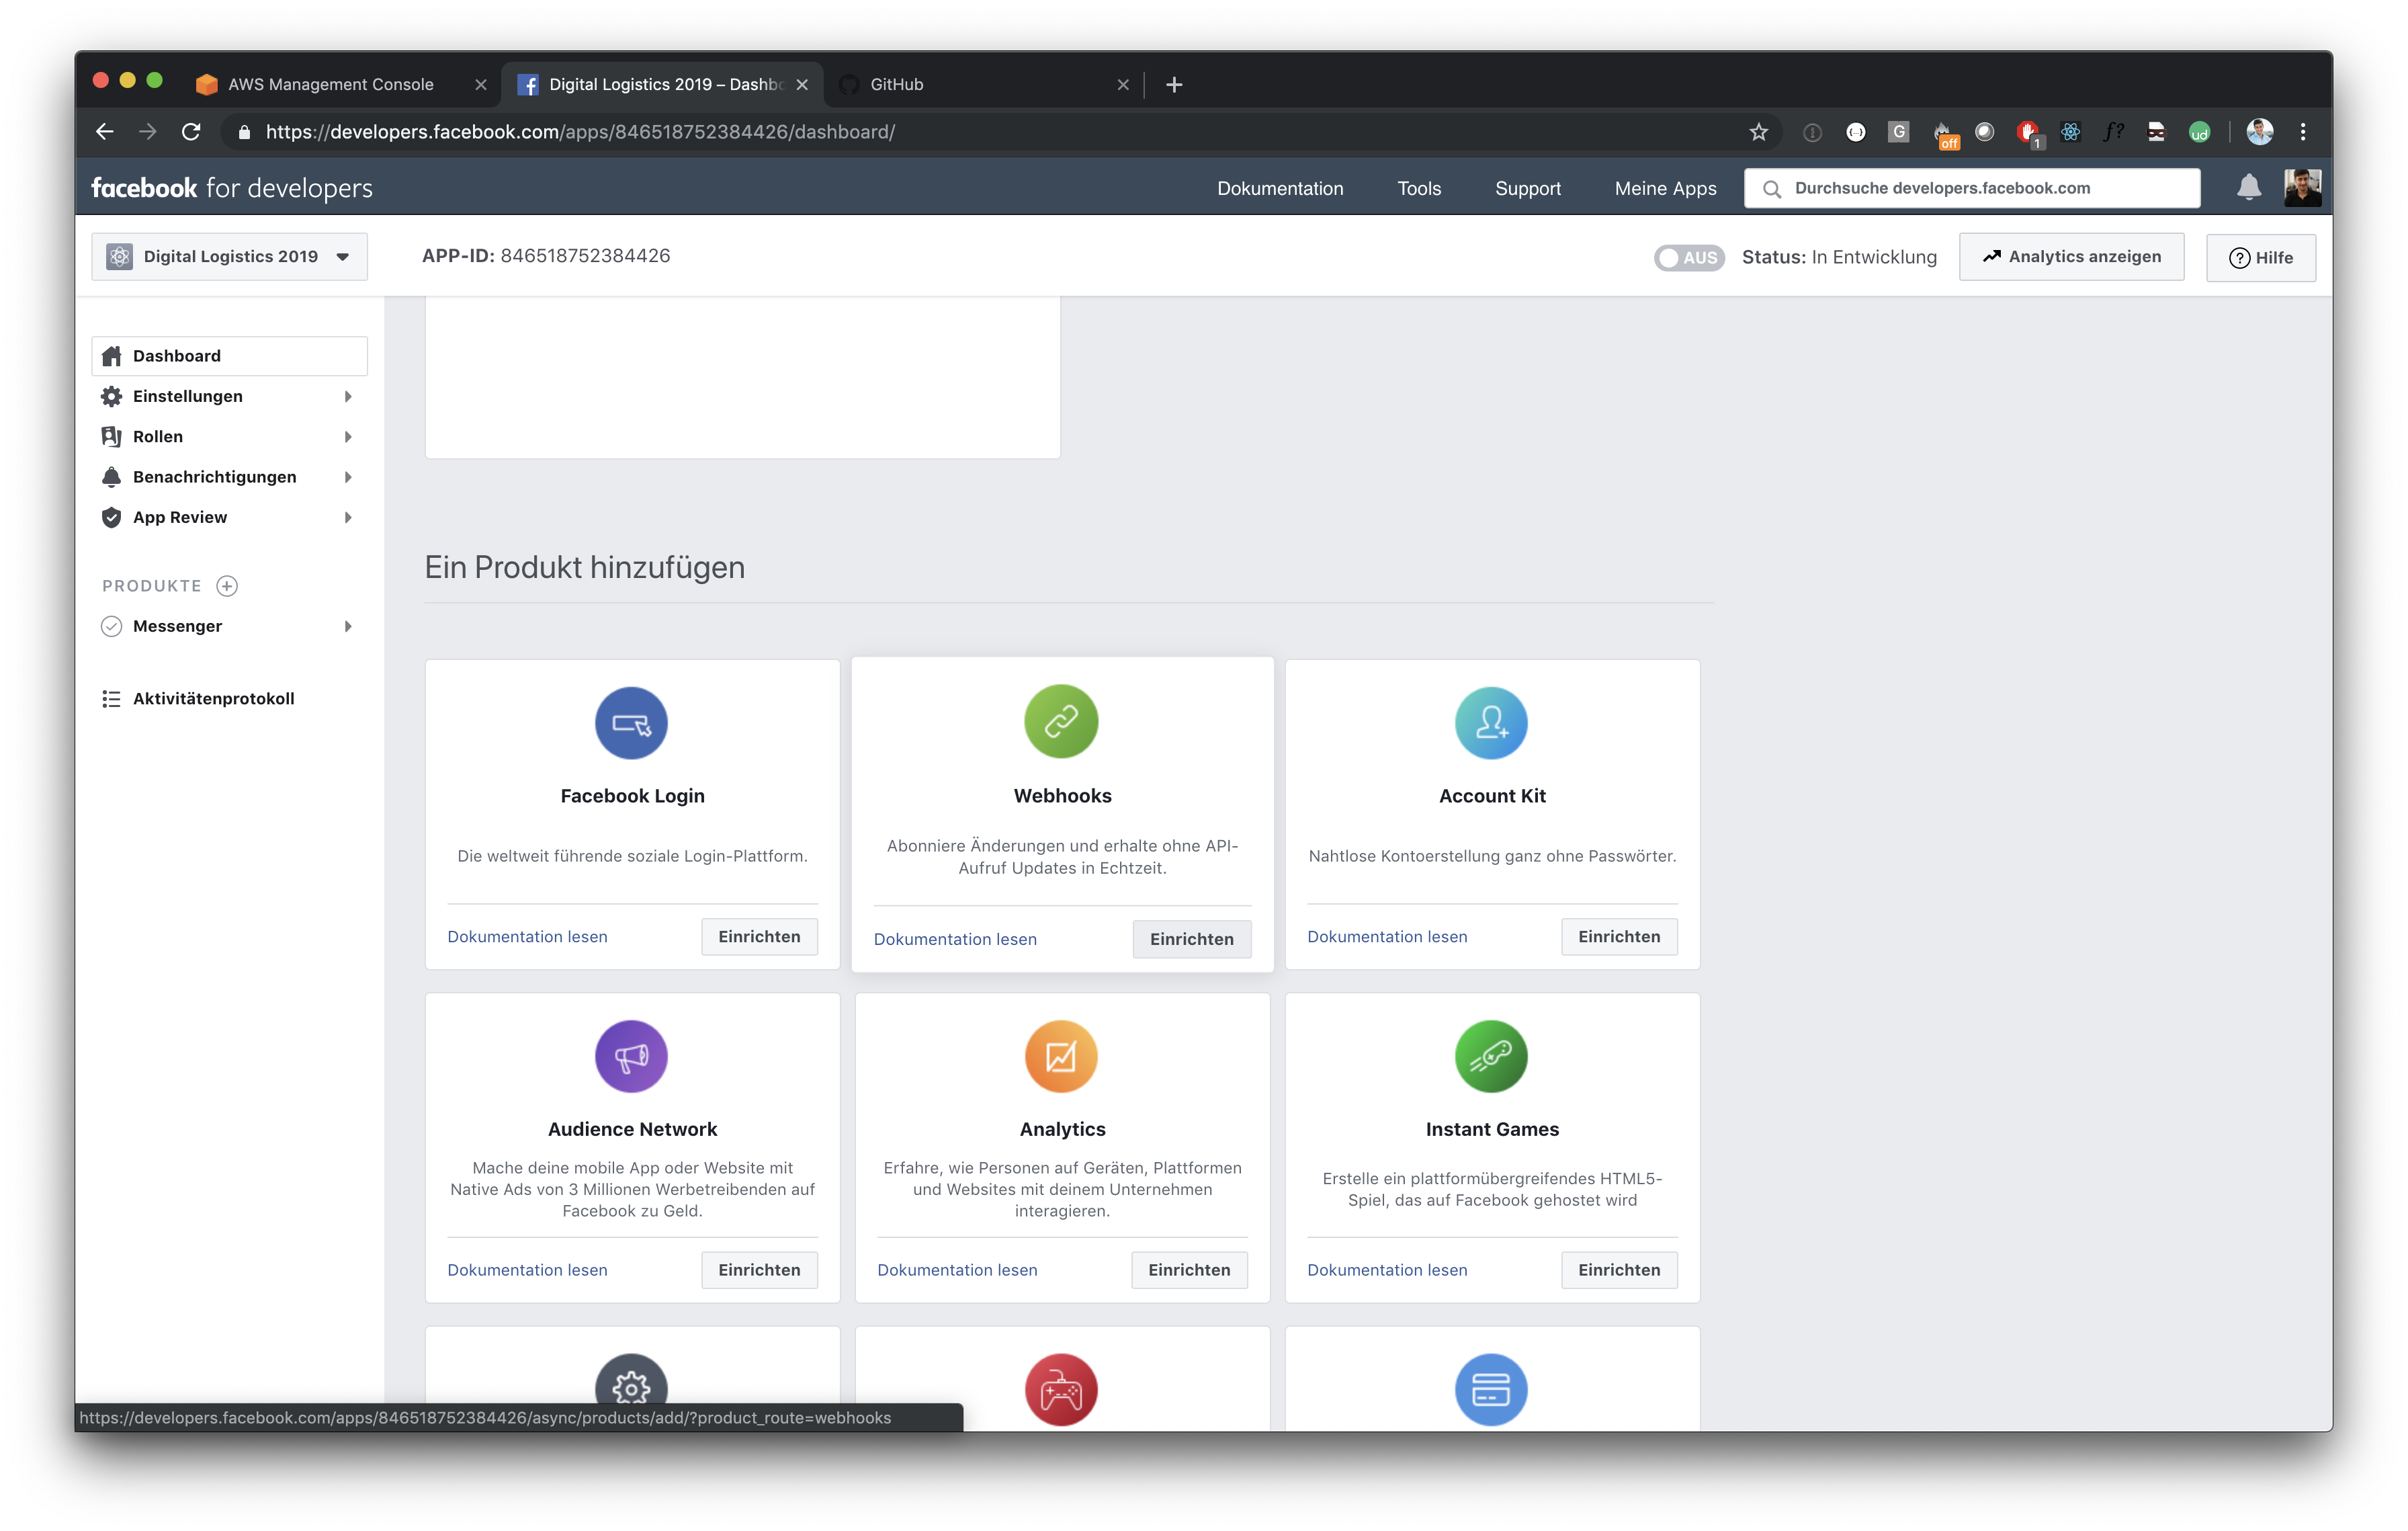 AWS Management Console
Digital Logistics 2019 – Dashbo
GitHub
https://developers.facebook.com/apps/846518752384426/dashboard/
G
off
1
f?
ud
facebook for developers
Dokumentation
Tools
Support
Meine Apps
Durchsuche developers.facebook.com
Digital Logistics 2019
APP-ID: 846518752384426
AUS
Status: In Entwicklung
Analytics anzeigen
Hilfe
Dashboard
Einstellungen
Rollen
Benachrichtigungen
App Review
PRODUKTE
Messenger
Aktivitätenprotokoll
Ein Produkt hinzufügen
Facebook Login
Die weltweit führende soziale Login-Plattform.
Dokumentation lesen
Einrichten
Webhooks
Abonniere Änderungen und erhalte ohne API-
Aufruf Updates in Echtzeit.
Dokumentation lesen
Einrichten
Account Kit
Nahtlose Kontoerstellung ganz ohne Passwörter.
Dokumentation lesen
Einrichten
Audience Network
Mache deine mobile App oder Website mit
Native Ads von 3 Millionen Werbetreibenden auf
Facebook zu Geld.
Dokumentation lesen
Einrichten
Analytics
Erfahre, wie Personen auf Geräten, Plattformen
und Websites mit deinem Unternehmen
interagieren.
Dokumentation lesen
Einrichten
Instant Games
Erstelle ein plattformübergreifendes HTML5-
Spiel, das auf Facebook gehostet wird
Dokumentation lesen
Einrichten
https://developers.facebook.com/apps/846518752384426/async/products/add/?product_route=webhooks